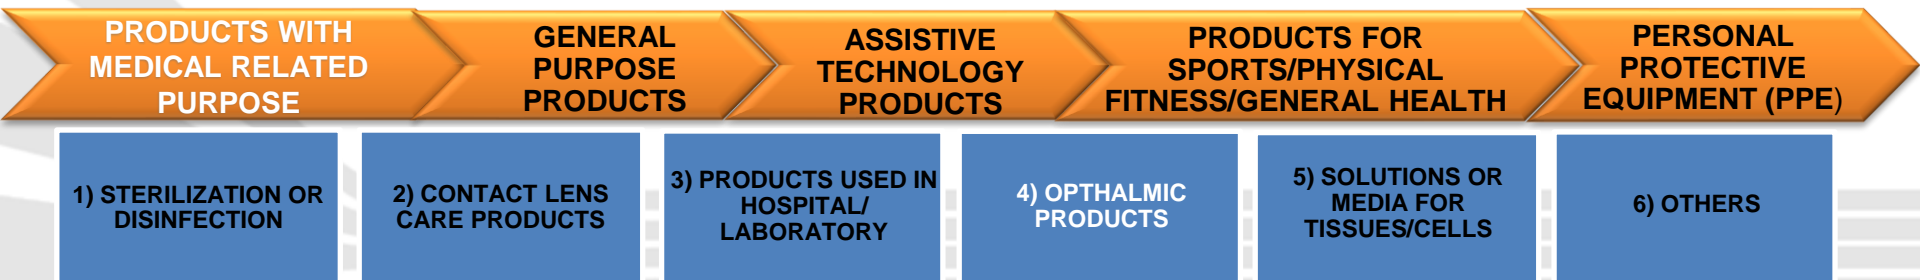 PRODUCTS WITH
MEDICAL RELATED
PURPOSE
GENERAL
PURPOSE
PRODUCTS
ASSISTIVE
TECHNOLOGY
PRODUCTS
PRODUCTS FOR
SPORTS/PHYSICAL
FITNESS/GENERAL HEALTH
PERSONAL
PROTECTIVE
EQUIPMENT (PPE)
1) STERILIZATION OR
DISINFECTION
2) CONTACT LENS
CARE PRODUCTS
3) PRODUCTS USED IN
HOSPITAL/
LABORATORY
4) OPTHALMIC
PRODUCTS
5) SOLUTIONS OR
MEDIA FOR
TISSUES/CELLS
6) OTHERS